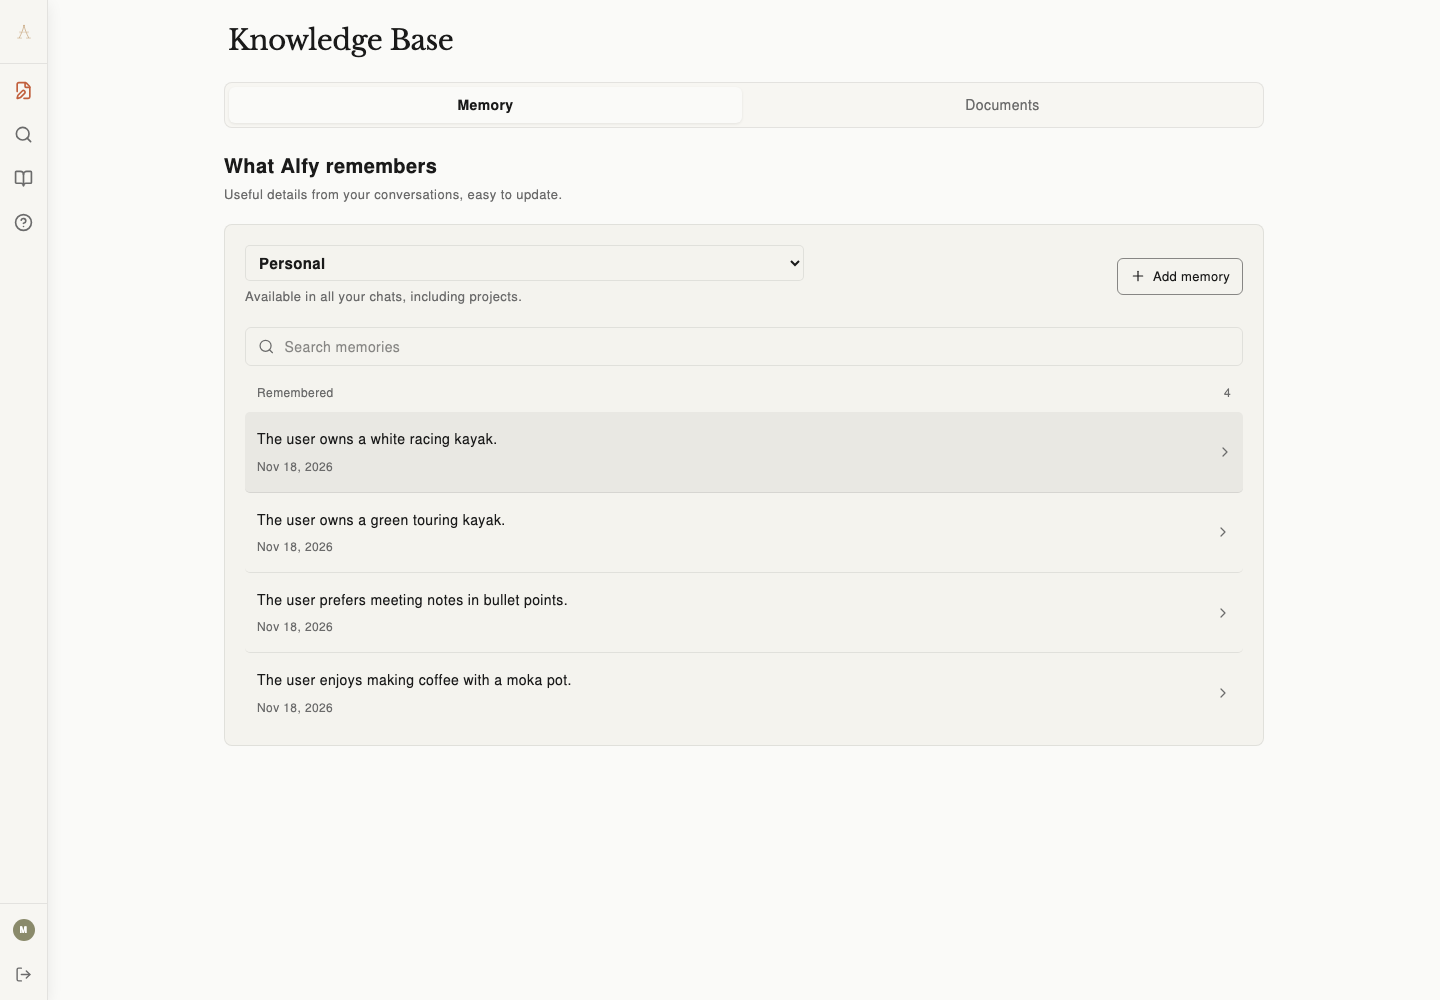 Knowledge Base
Memory
Documents
What Alfy remembers
Useful details from your conversations, easy to update.
Personal
Add memory
Available in all your chats, including projects.
Search memories
Remembered
4
The user owns a white racing kayak.
Nov 18, 2026
The user owns a green touring kayak.
Nov 18, 2026
The user prefers meeting notes in bullet points.
Nov 18, 2026
The user enjoys making coffee with a moka pot.
Nov 18, 2026
M